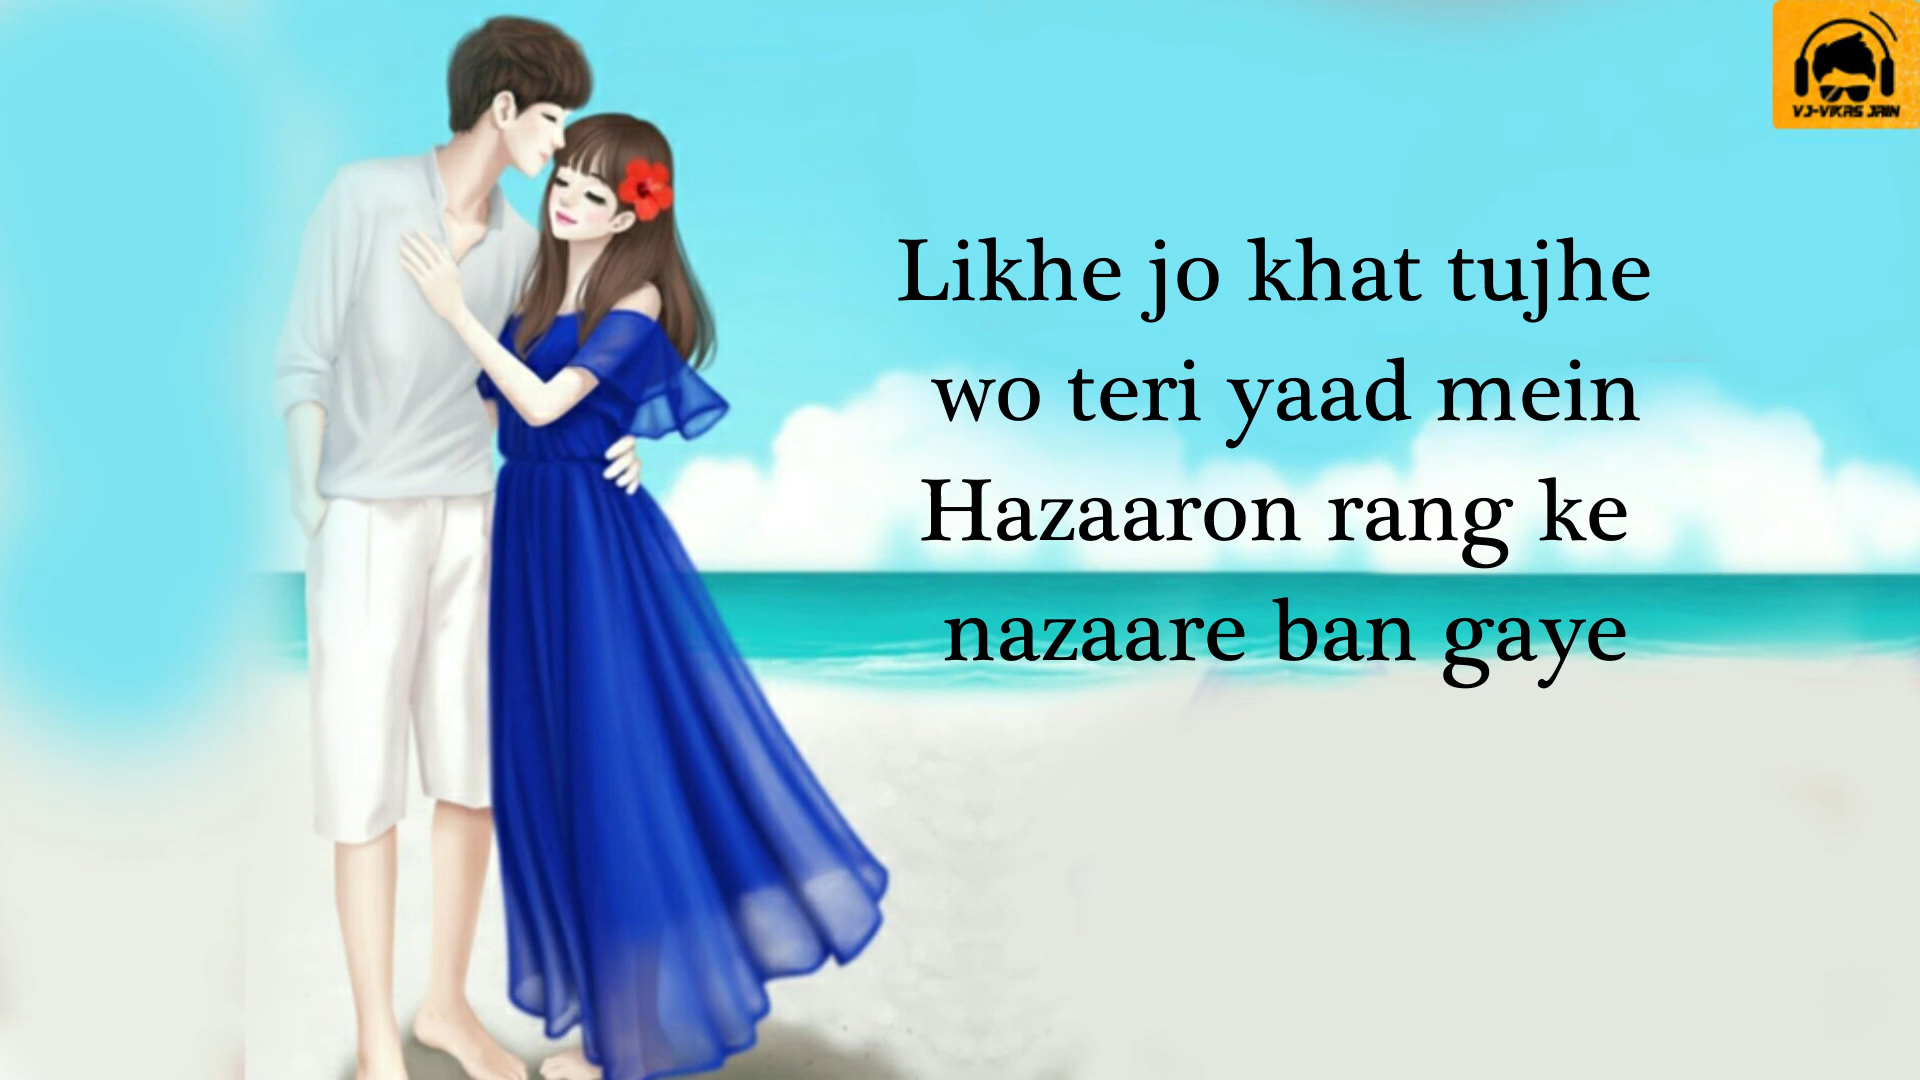 VJ-VIKAS JAIN
Likhe jo khat tujhe
wo teri yaad mein
Hazaaron rang ke
nazaare ban gaye